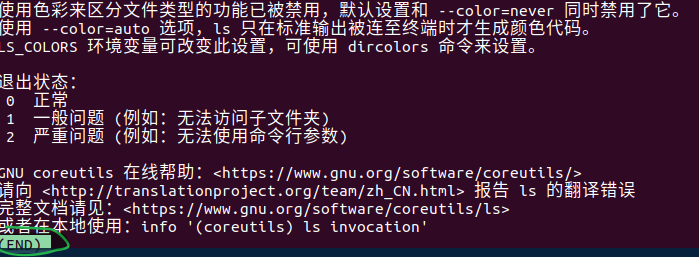 使用色彩来区分文件类型的功能已被禁用，默认设置和 --color=never 同时禁用了它。
使用 --color=auto 选项，ls 只在标准输出被连至终端时才生成颜色代码。
LS_COLORS 环境变量可改变此设置，可使用 dircolors 命令来设置。
退出状态：
0 正常
1 一般问题 (例如：无法访问子文件夹)
2 严重问题 (例如：无法使用命令行参数)
GNU coreutils 在线帮助：<https://www.gnu.org/software/coreutils/>
请向 <http://translationproject.org/team/zh_CN.html> 报告 ls 的翻译错误
完整文档请见：<https://www.gnu.org/software/coreutils/ls>
或者在本地使用：info '(coreutils) ls invocation'
(END)